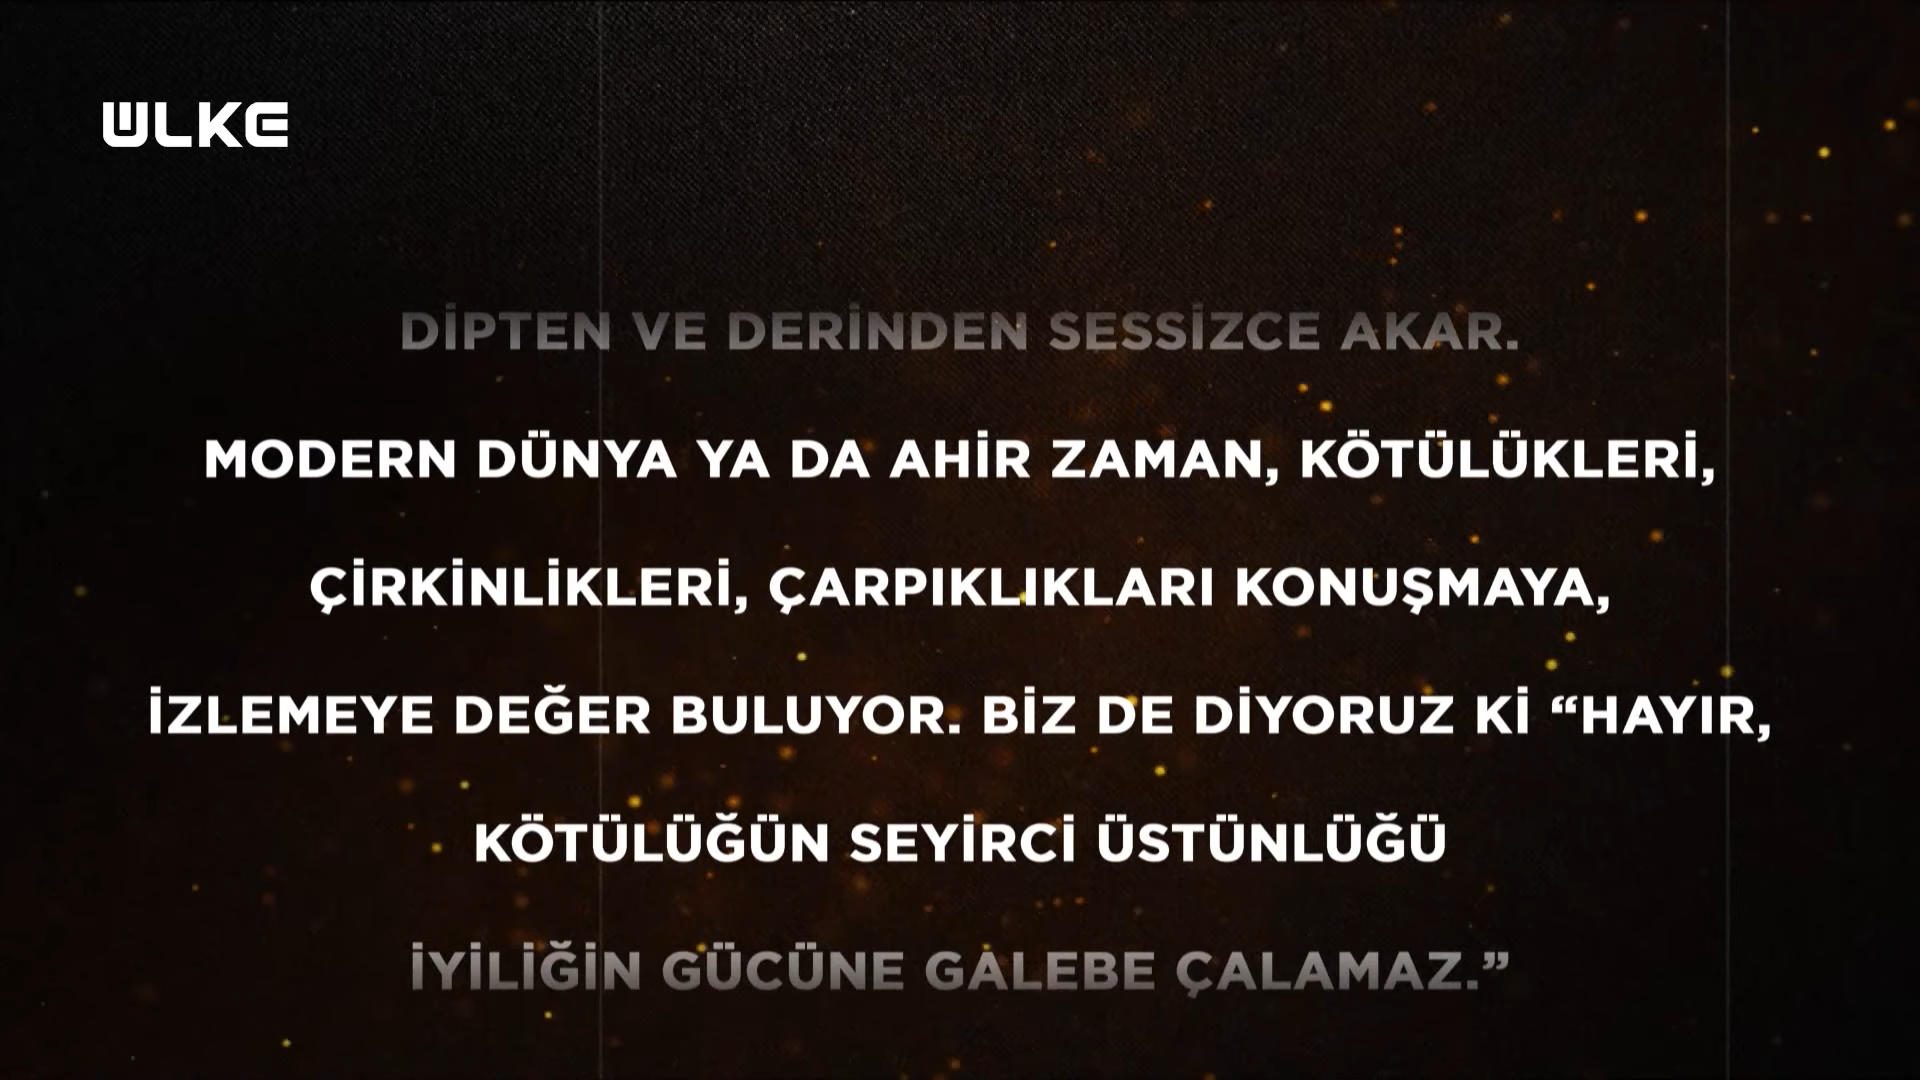 ÜLKE
DİPTEN VE DERİNDEN SESSİZCE AKAR.
MODERN DÜNYA YA DA AHİR ZAMAN, KÖTÜLÜKLERİ,
ÇİRKİNLİKLERİ, ÇARPIKLIKLARI KONUŞMAYA,
İZLEMEYE DEĞER BULUYOR. BİZ DE DİYORUZ Kİ “HAYIR,
KÖTÜLÜĞÜN SEYİRCİ ÜSTÜNLÜĞÜ
İYİLİĞİN GÜCÜNE GALEBE ÇALAMAZ.”